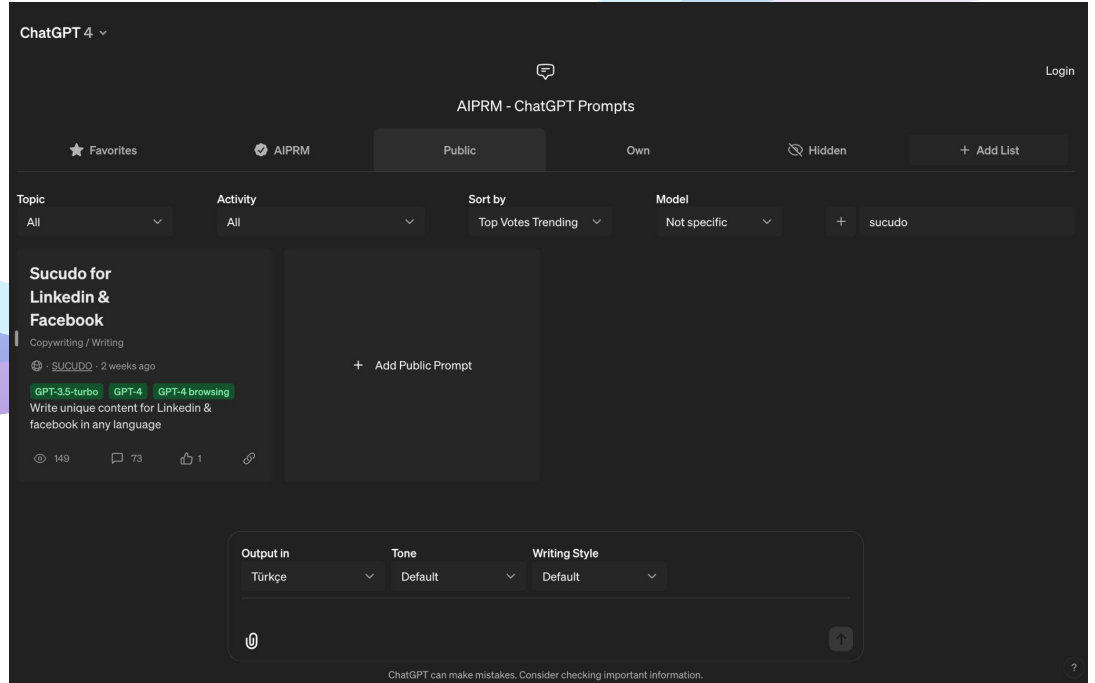 ChatGPT 4
Login
AIPRM - ChatGPT Prompts
Favorites AIPRM Public Own Hidden + Add List
Topic Activity Sort by Model
All All Top Votes Trending Not specific + sucudo
Sucudo for
Linkedin &
Facebook
Copywriting / Writing
· SUCUDO · 2 weeks ago
GPT-3.5-turbo GPT-4 GPT-4 browsing
Write unique content for Linkedin &
facebook in any language
149 73 1
+ Add Public Prompt
Output in Tone Writing Style
Türkçe Default Default
ChatGPT can make mistakes. Consider checking important information.
?